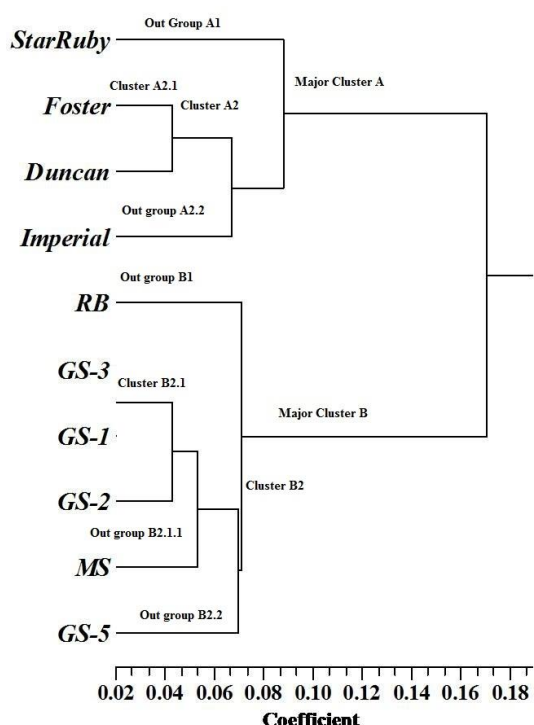 Out Group A1
StarRuby
Major Cluster A
Cluster A2.1
Foster
Cluster A2
Duncan
Out group A2.2
Imperial
Out group B1
RB
GS-3
Cluster B2.1
Major Cluster B
GS-1
Cluster B2
GS-2
Out group B2.1.1
MS
Out group B2.2
GS-5
0.02 0.04 0.06 0.08 0.10 0.12 0.14 0.16 0.18
Coefficient